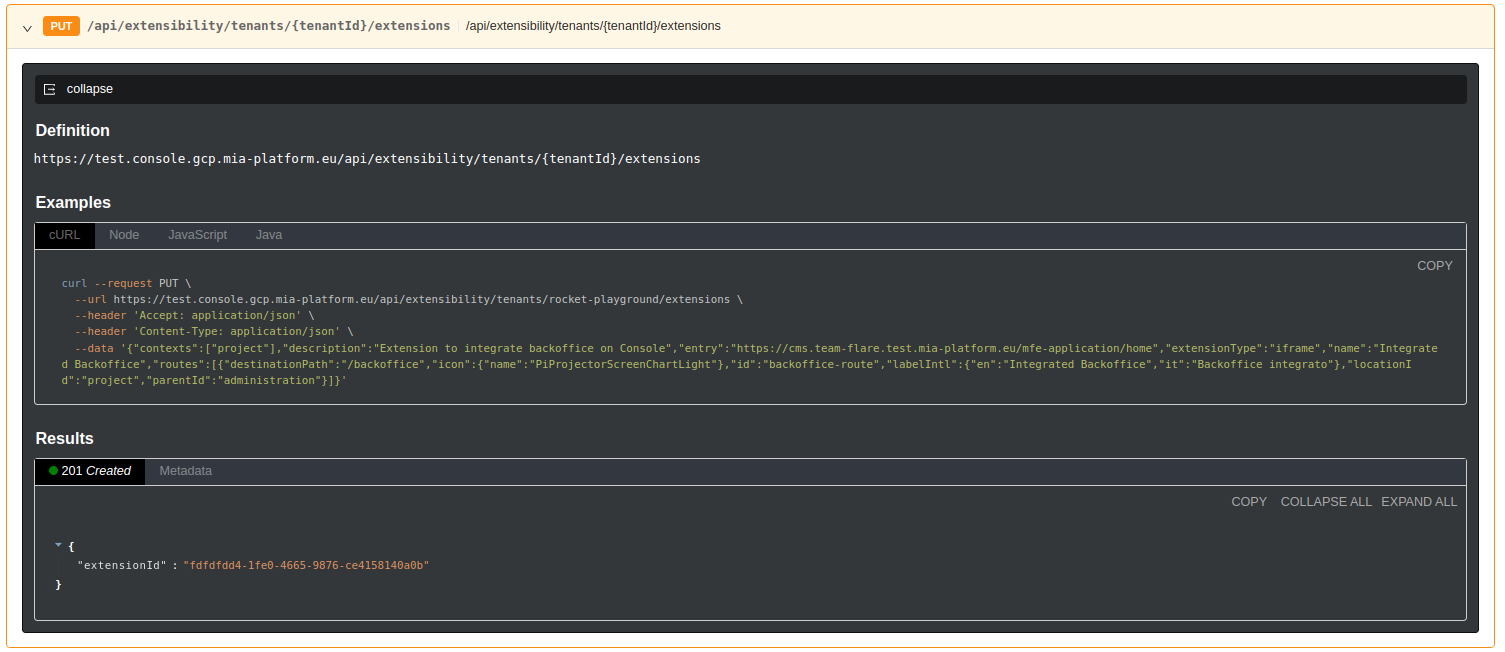 PUT /api/extensibility/tenants/{tenantId}/extensions /api/extensibility/tenants/{tenantId}/extensions
collapse
Definition
https://test.console.gcp.mia-platform.eu/api/extensibility/tenants/{tenantId}/extensions
Examples
cURL Node JavaScript Java
COPY
curl --request PUT \
--url https://test.console.gcp.mia-platform.eu/api/extensibility/tenants/rocket-playground/extensions \
--header 'Accept: application/json' \
--header 'Content-Type: application/json' \
--data '{"contexts":["project"],"description":"Extension to integrate backoffice on Console","entry":"https://cms.team-flare.test.mia-platform.eu/mfe-application/home","extensionType":"iframe","name":"Integrate
d Backoffice","routes":[{"destinationPath":"/backoffice","icon":{"name":"PiProjectorScreenChartLight"},"id":"backoffice-route","labelIntl":{"en":"Integrated Backoffice","it":"Backoffice integrato"},"locationI
d":"project","parentId":"administration"}]}'
Results
201 Created Metadata
COPY COLLAPSE ALL EXPAND ALL
{
"extensionId" : "fdfdfdd4-1fe0-4665-9876-ce4158140a0b"
}